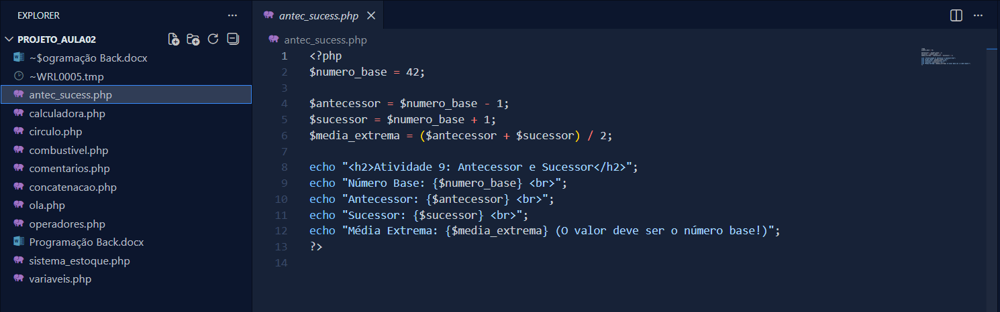 EXPLORER
PROJETO_AULA02
~$ogramação Back.docx
~WRL0005.tmp
antec_sucess.php
calculadora.php
circulo.php
combustivel.php
comentarios.php
concatenacao.php
ola.php
operadores.php
Programação Back.docx
sistema_estoque.php
variaveis.php
antec_sucess.php
antec_sucess.php
1 <?php
2 $numero_base = 42;
3
4 $antecessor = $numero_base - 1;
5 $sucessor = $numero_base + 1;
6 $media_extrema = ($antecessor + $sucessor) / 2;
7
8 echo "<h2>Atividade 9: Antecessor e Sucessor</h2>";
9 echo "Número Base: {$numero_base} <br>";
10 echo "Antecessor: {$antecessor} <br>";
11 echo "Sucessor: {$sucessor} <br>";
12 echo "Média Extrema: {$media_extrema} (O valor deve ser o número base!)";
13 ?>
14